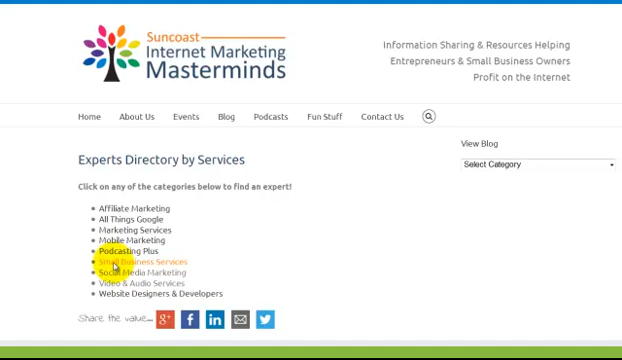 Suncoast
Internet Marketing
Masterminds
Information Sharing & Resources Helping
Entrepreneurs & Small Business Owners
Profit on the Internet
Home About Us Events Blog Podcasts Fun Stuff Contact Us
View Blog
Select Category
Experts Directory by Services
Click on any of the categories below to find an expert!
Affiliate Marketing
All Things Google
Marketing Services
Mobile Marketing
Podcasting Plus
Small Business Services
Social Media Marketing
Video & Audio Services
Website Designers & Developers
Share the value...
g+ f in